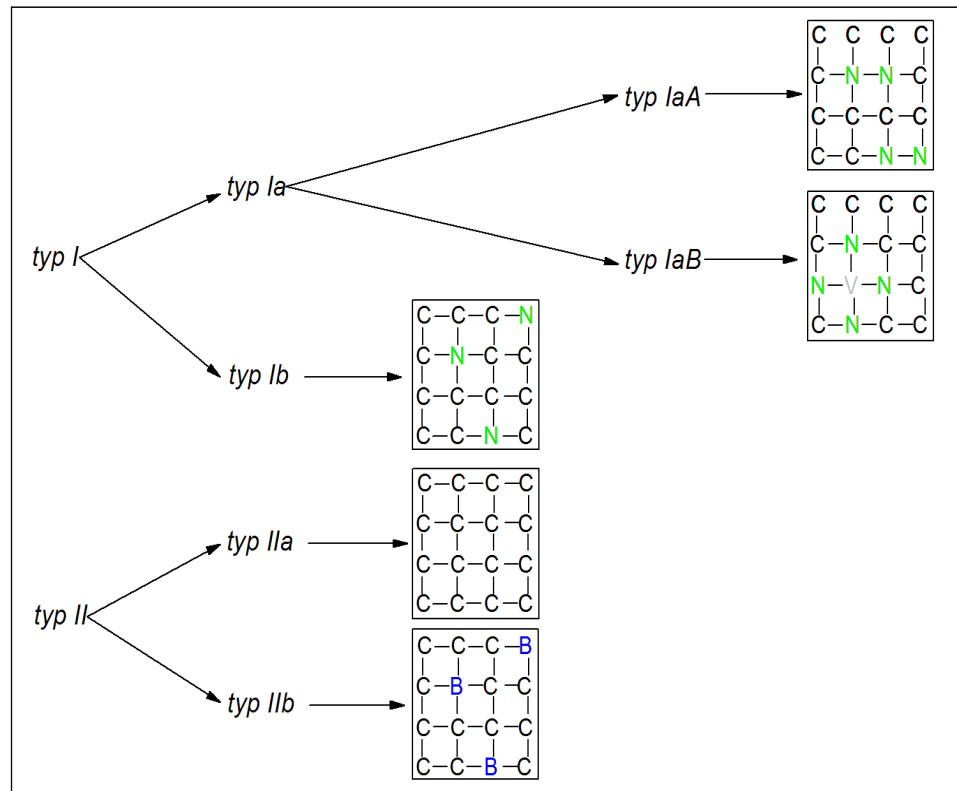 typ I
typ Ia
typ IaA
C C C C
C N N C
C C C C
C C N N
typ IaB
C C C C
C N C C
N V N C
C N C C
typ Ib
C C C N
C N C C
C C C C
C C N C
typ II
typ IIa
C C C C
C C C C
C C C C
C C C C
typ IIb
C C C B
C B C C
C C C C
C C B C